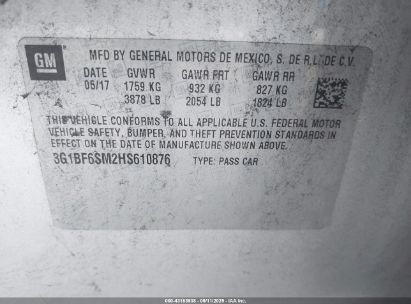 GM
MFD BY GENERAL MOTORS DE MEXICO, S. DE R.L. DE C.V.
DATE GVWR GAWR FRT GAWR RR
05/17 1759 KG 932 KG 827 KG
3878 LB 2054 LB 1824 LB
THIS VEHICLE CONFORMS TO ALL APPLICABLE U.S. FEDERAL MOTOR
VEHICLE SAFETY, BUMPER, AND THEFT PREVENTION STANDARDS IN
EFFECT ON THE DATE OF MANUFACTURE SHOWN ABOVE.
3G1BF6SM2HS610876 TYPE: PASS CAR